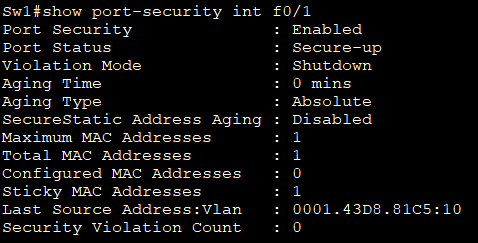 Sw1#show port-security int f0/1
Port Security              : Enabled
Port Status                : Secure-up
Violation Mode             : Shutdown
Aging Time                 : 0 mins
Aging Type                 : Absolute
SecureStatic Address Aging : Disabled
Maximum MAC Addresses      : 1
Total MAC Addresses        : 1
Configured MAC Addresses   : 0
Sticky MAC Addresses       : 1
Last Source Address:Vlan   : 0001.43D8.81C5:10
Security Violation Count   : 0